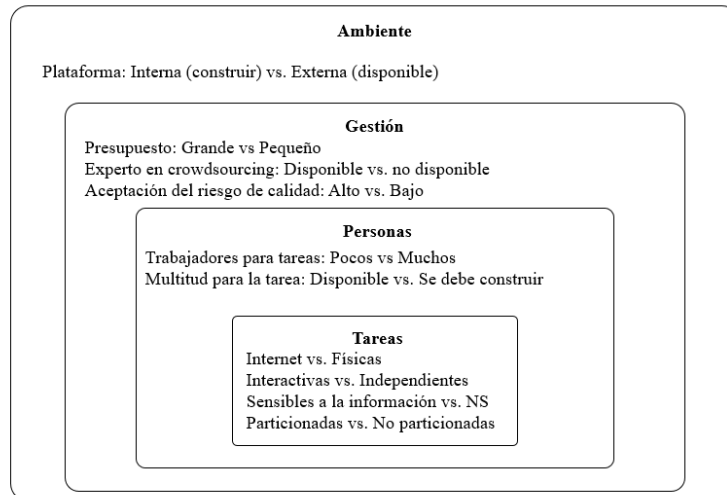 Ambiente
Plataforma: Interna (construir) vs. Externa (disponible)
Gestión
Presupuesto: Grande vs Pequeño
Experto en crowdsourcing: Disponible vs. no disponible
Aceptación del riesgo de calidad: Alto vs. Bajo
Personas
Trabajadores para tareas: Pocos vs Muchos
Multitud para la tarea: Disponible vs. Se debe construir
Tareas
Internet vs. Físicas
Interactivas vs. Independientes
Sensibles a la información vs. NS
Particionadas vs. No particionadas